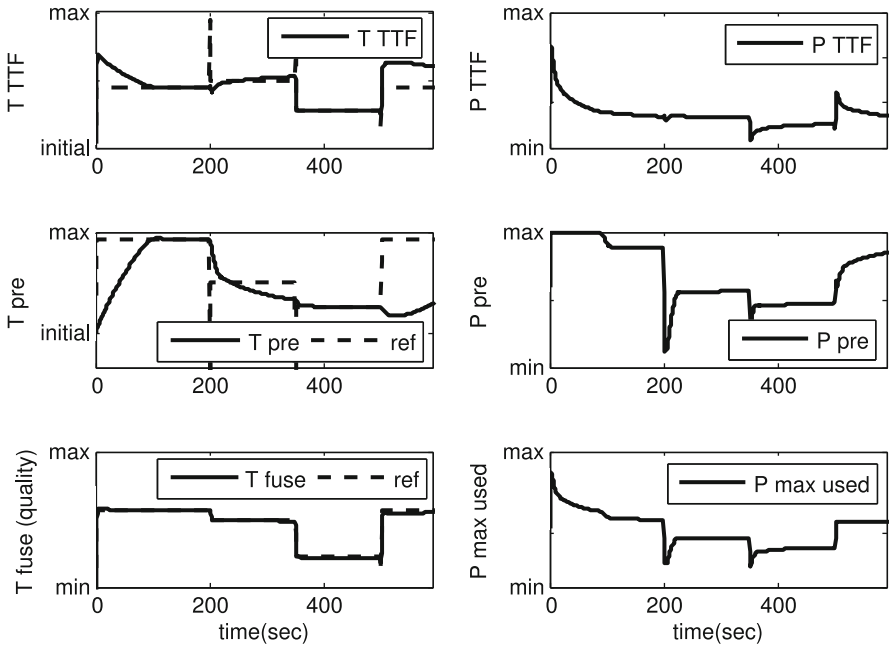 max
T TTF
T TTF
initial
0
200
400
max
P TTF
P TTF
min
0
200
400
max
T pre
initial
T pre
ref
0
200
400
max
P pre
P pre
min
0
200
400
max
T fuse
ref
T fuse (quality)
min
0
200
400
time(sec)
max
P max used
P max used
min
0
200
400
time(sec)